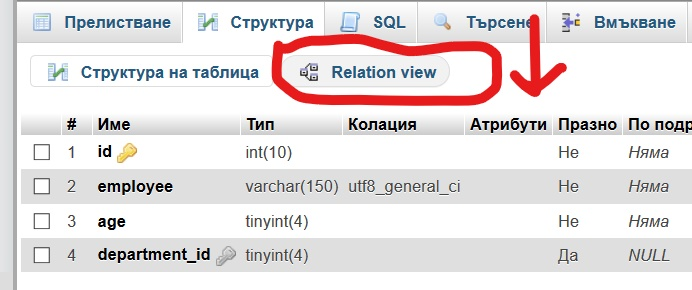 Прелистване Структура SQL Търсене Вмъкване
Структура на таблица Relation view
# Име Тип Колация Атрибути Празно По подр
1 id int(10) Не Няма
2 employee varchar(150) utf8_general_ci Не Няма
3 age tinyint(4) Не Няма
4 department_id tinyint(4) Да NULL